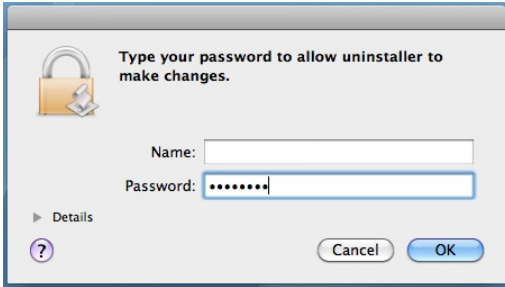 Type your password to allow uninstaller to
make changes.
Name:
Password: ••••••••
Details
?
Cancel
OK